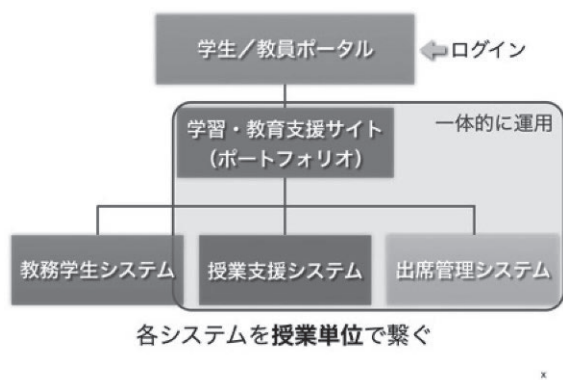 学生／教員ポータル
ログイン
学習・教育支援サイト
（ポートフォリオ）
一体的に運用
教務学生システム
授業支援システム
出席管理システム
各システムを授業単位で繋ぐ
x